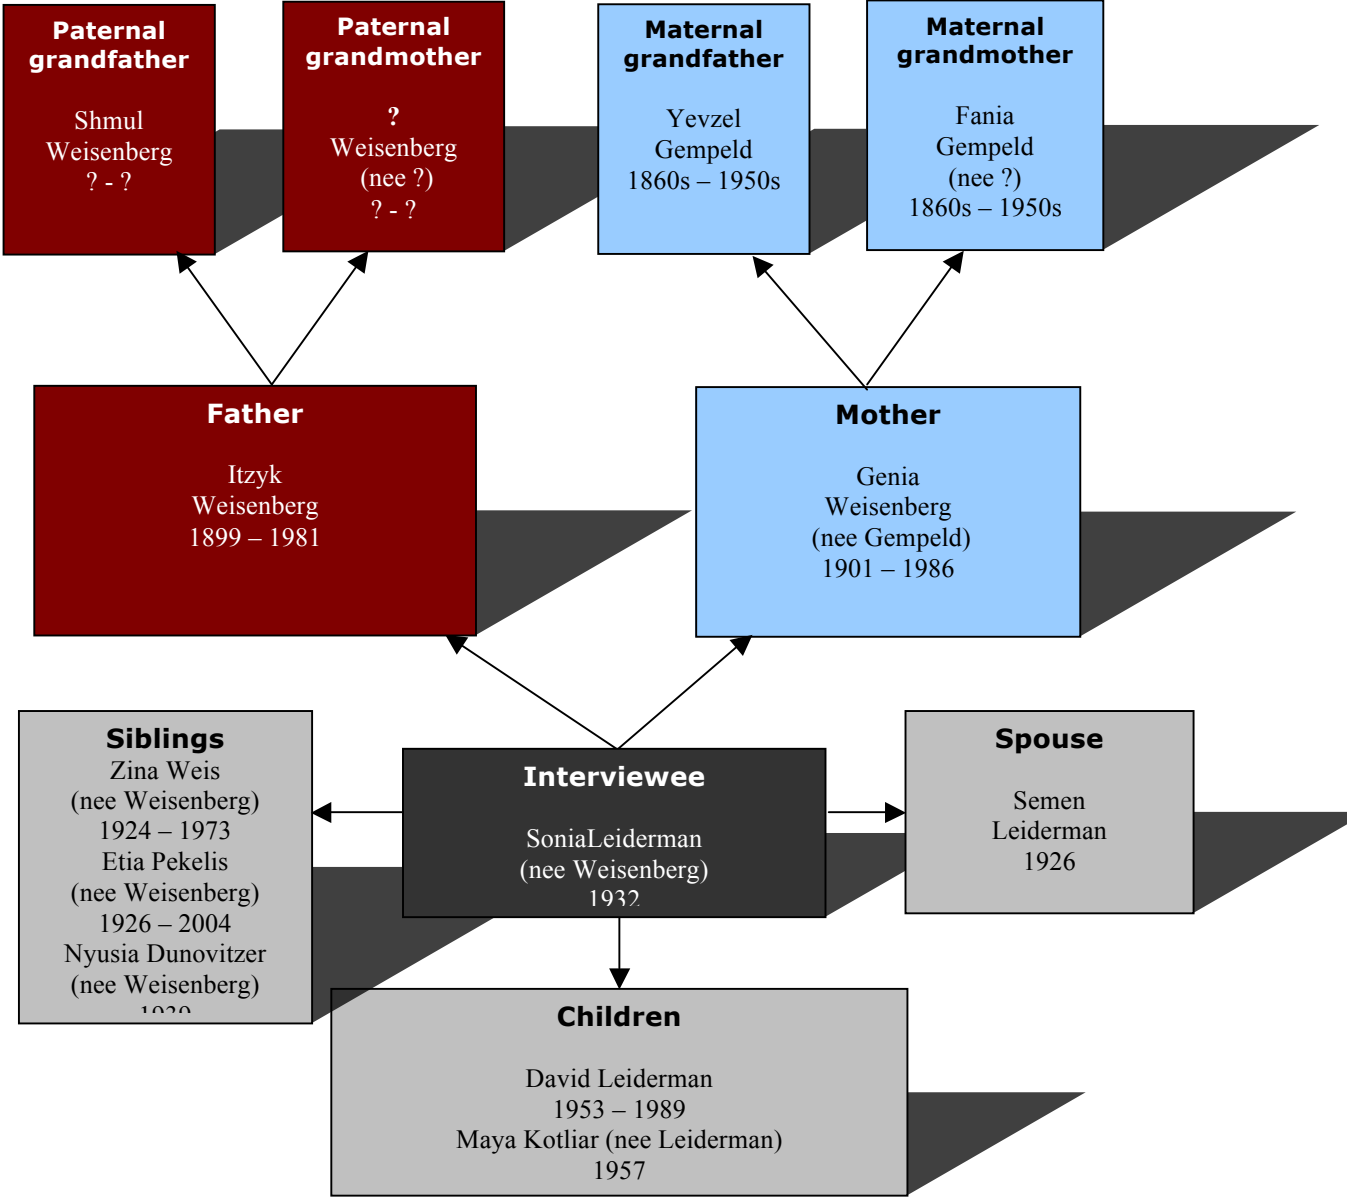 Paternal
grandfather
Shmul
Weisenberg
? - ?
Paternal
grandmother
?
Weisenberg
(nee ?)
? - ?
Maternal
grandfather
Yevzel
Gempeld
1860s – 1950s
Maternal
grandmother
Fania
Gempeld
(nee ?)
1860s – 1950s
Father
Itzyk
Weisenberg
1899 – 1981
Mother
Genia
Weisenberg
(nee Gempeld)
1901 – 1986
Siblings
Zina Weis
(nee Weisenberg)
1924 – 1973
Etia Pekelis
(nee Weisenberg)
1926 – 2004
Nyusia Dunovitzer
(nee Weisenberg)
Interviewee
SoniaLeiderman
(nee Weisenberg)
1932
Spouse
Semen
Leiderman
1926
Children
David Leiderman
1953 – 1989
Maya Kotliar (nee Leiderman)
1957